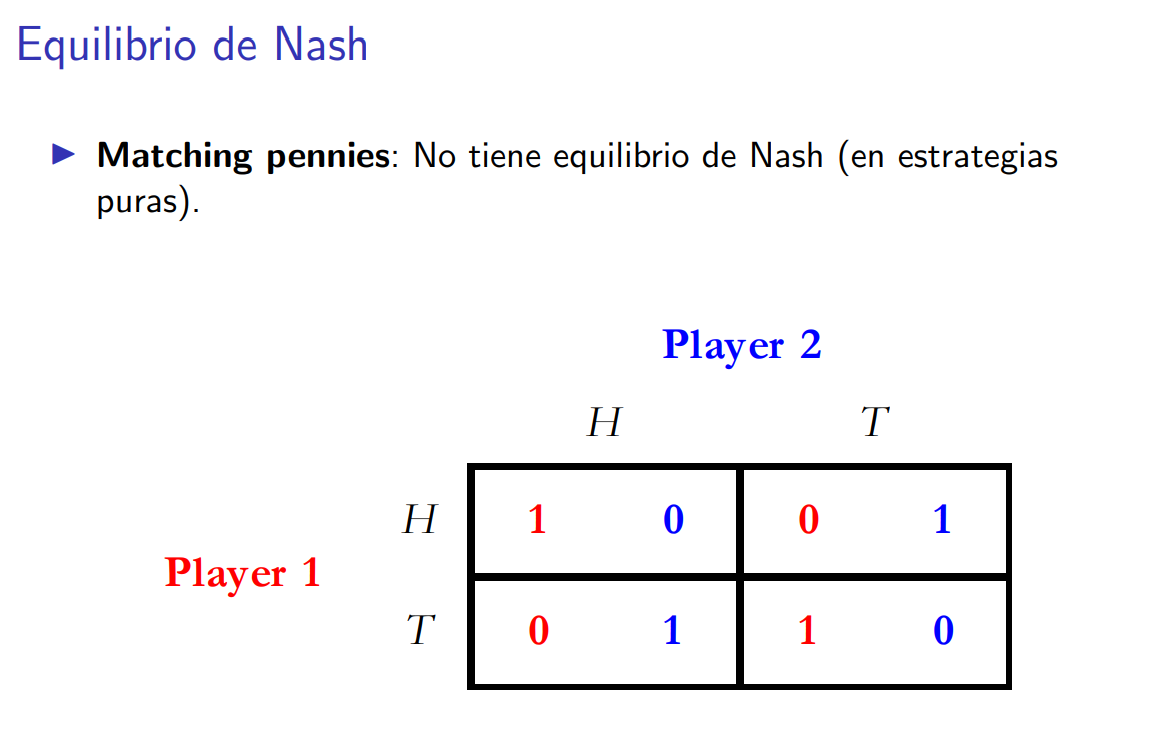 Equilibrio de Nash
▶ Matching pennies: No tiene equilibrio de Nash (en estrategias
puras).
Player 2
H T
H 1 0 0 1
Player 1
T 0 1 1 0